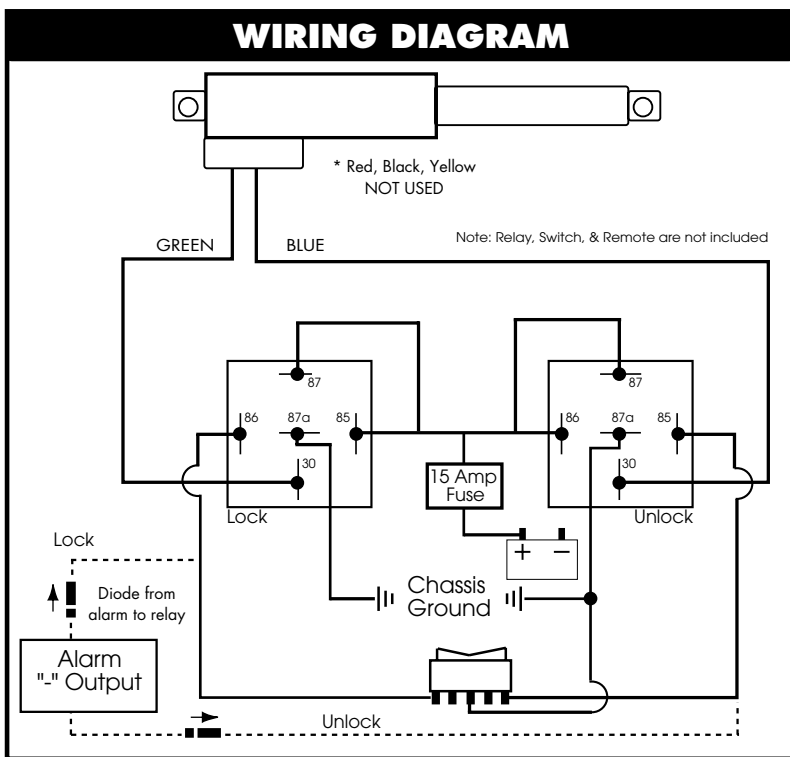 WIRING DIAGRAM
* Red, Black, Yellow
NOT USED
GREEN
BLUE
Note: Relay, Switch, & Remote are not included
87
86
87a
85
30
Lock
87
86
87a
85
30
Unlock
15 Amp
Fuse
+ −
Chassis
Ground
Lock
Diode from
alarm to relay
Alarm
"-" Output
Unlock